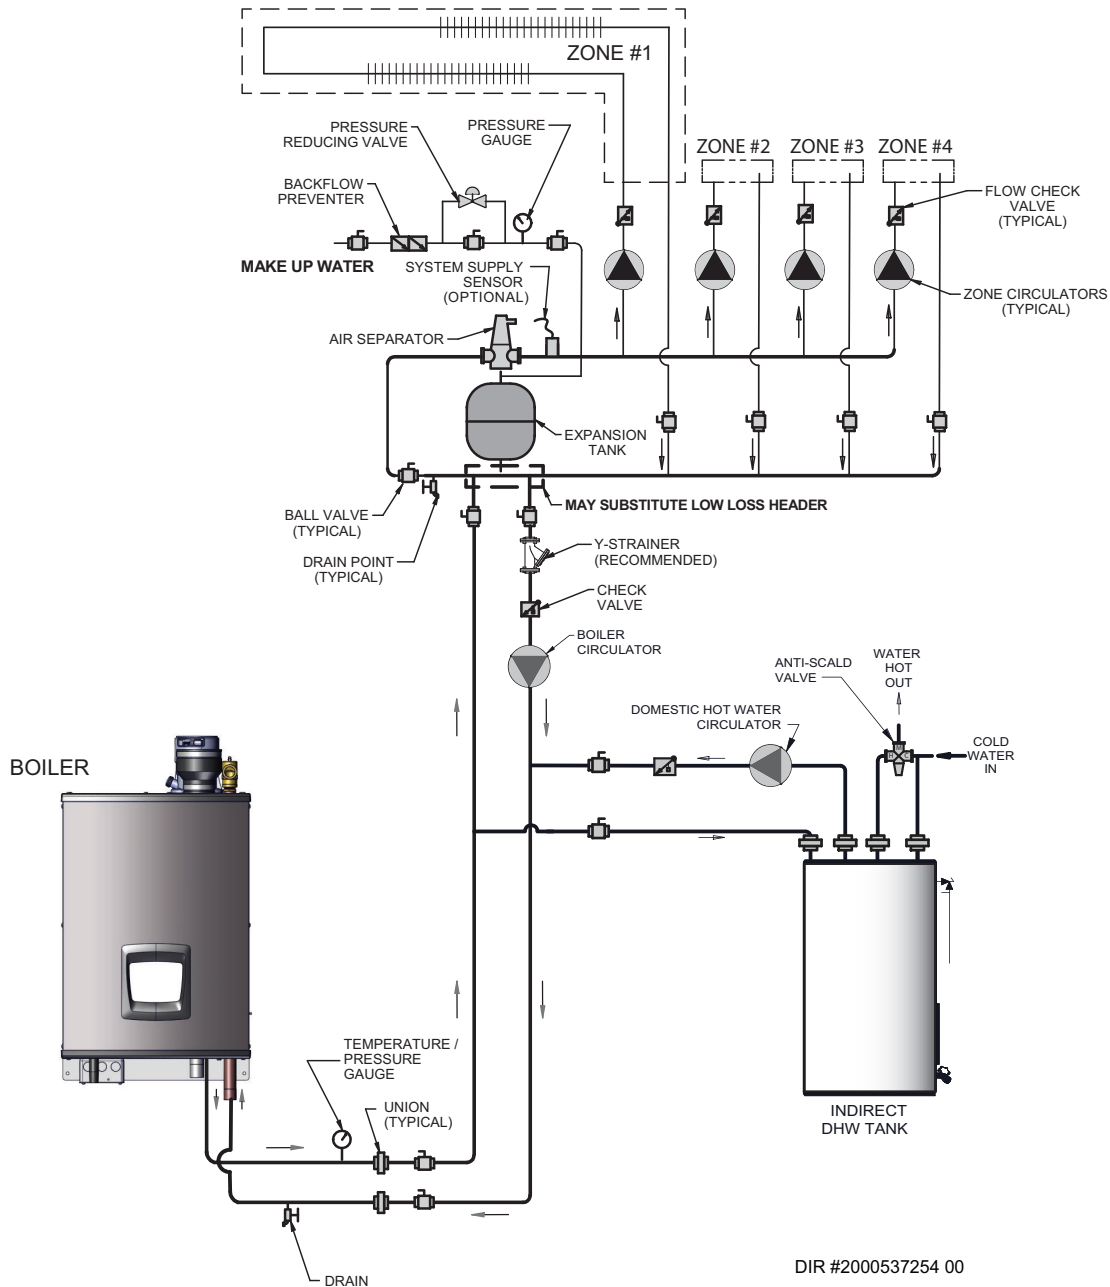 ZONE #1
PRESSURE
REDUCING VALVE
PRESSURE
GAUGE
ZONE #2
ZONE #3
ZONE #4
BACKFLOW
PREVENTER
FLOW CHECK
VALVE
(TYPICAL)
MAKE UP WATER
SYSTEM SUPPLY
SENSOR
(OPTIONAL)
ZONE CIRCULATORS
(TYPICAL)
AIR SEPARATOR
EXPANSION
TANK
MAY SUBSTITUTE LOW LOSS HEADER
BALL VALVE
(TYPICAL)
DRAIN POINT
(TYPICAL)
Y-STRAINER
(RECOMMENDED)
CHECK
VALVE
BOILER
CIRCULATOR
ANTI-SCALD
VALVE
WATER
HOT
OUT
DOMESTIC HOT WATER
CIRCULATOR
COLD
WATER
IN
BOILER
TEMPERATURE /
PRESSURE
GAUGE
UNION
(TYPICAL)
INDIRECT
DHW TANK
DRAIN
DIR #2000537254 00